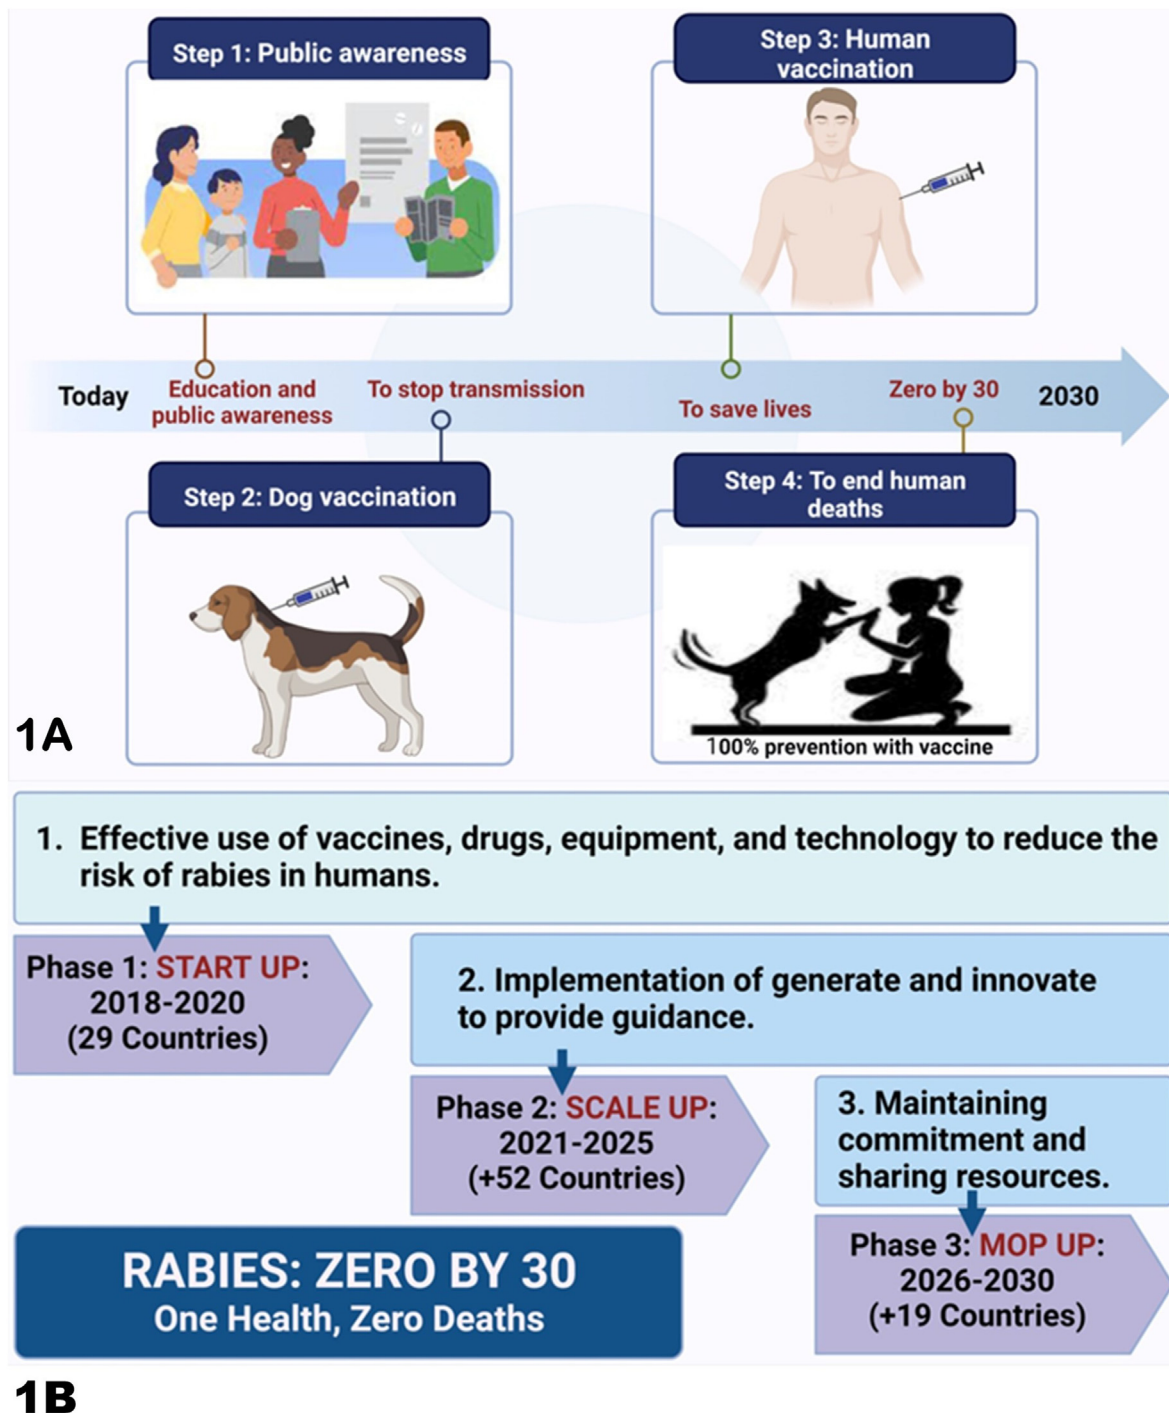 Step 1: Public awareness
Step 3: Human
vaccination
Today
Education and
public awareness
To stop transmission
To save lives
Zero by 30
2030
Step 2: Dog vaccination
Step 4: To end human
deaths
100% prevention with vaccine
1A
1. Effective use of vaccines, drugs, equipment, and technology to reduce the
risk of rabies in humans.
Phase 1: START UP:
2018-2020
(29 Countries)
2. Implementation of generate and innovate
to provide guidance.
Phase 2: SCALE UP:
2021-2025
(+52 Countries)
3. Maintaining
commitment and
sharing resources.
Phase 3: MOP UP:
2026-2030
(+19 Countries)
RABIES: ZERO BY 30
One Health, Zero Deaths
1B